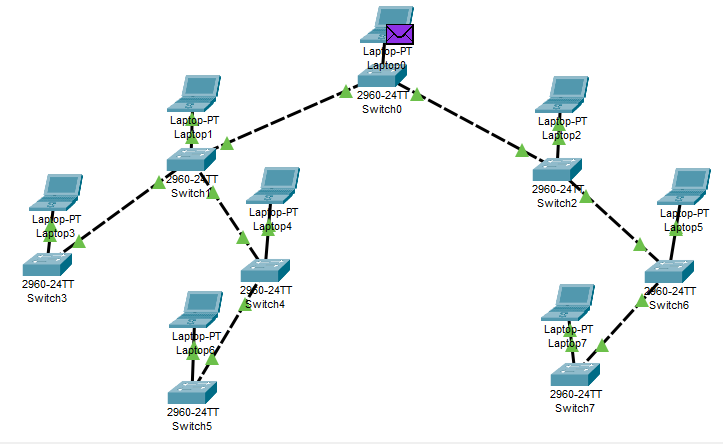 Laptop-PT
Laptop0
2960-24TT
Switch0
Laptop-PT
Laptop1
2960-24TT
Switch1
Laptop-PT
Laptop2
2960-24TT
Switch2
Laptop-PT
Laptop3
2960-24TT
Switch3
Laptop-PT
Laptop4
2960-24TT
Switch4
Laptop-PT
Laptop5
2960-24TT
Switch6
Laptop-PT
Laptop6
2960-24TT
Switch5
Laptop-PT
Laptop7
2960-24TT
Switch7